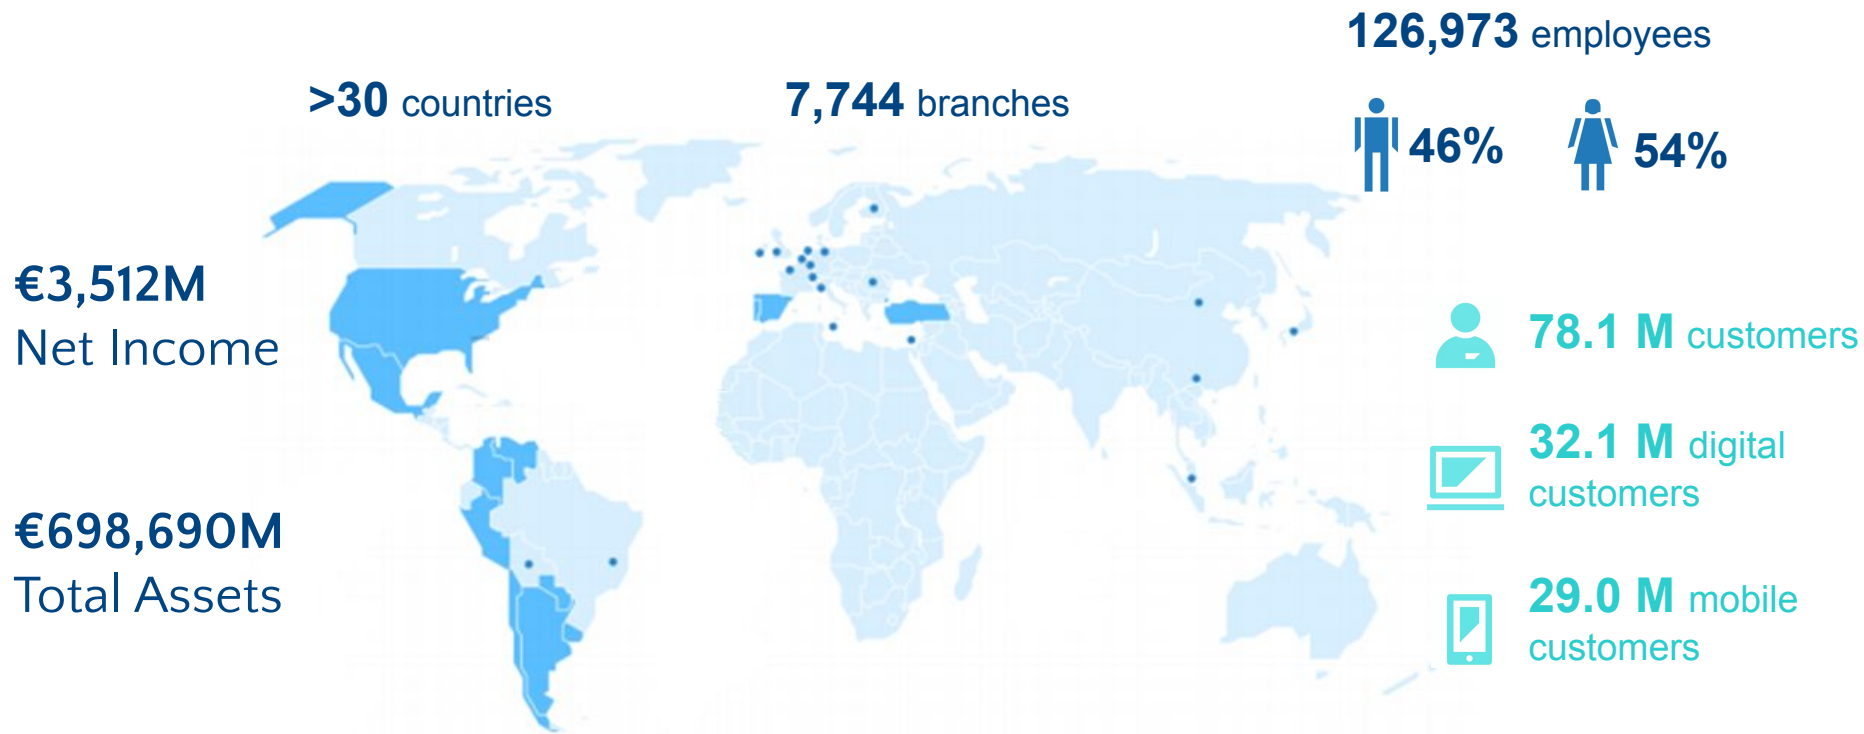 126,973 employees
>30 countries
7,744 branches
46%
54%
€3,512M
Net Income
78.1 M customers
32.1 M digital
customers
€698,690M
Total Assets
29.0 M mobile
customers